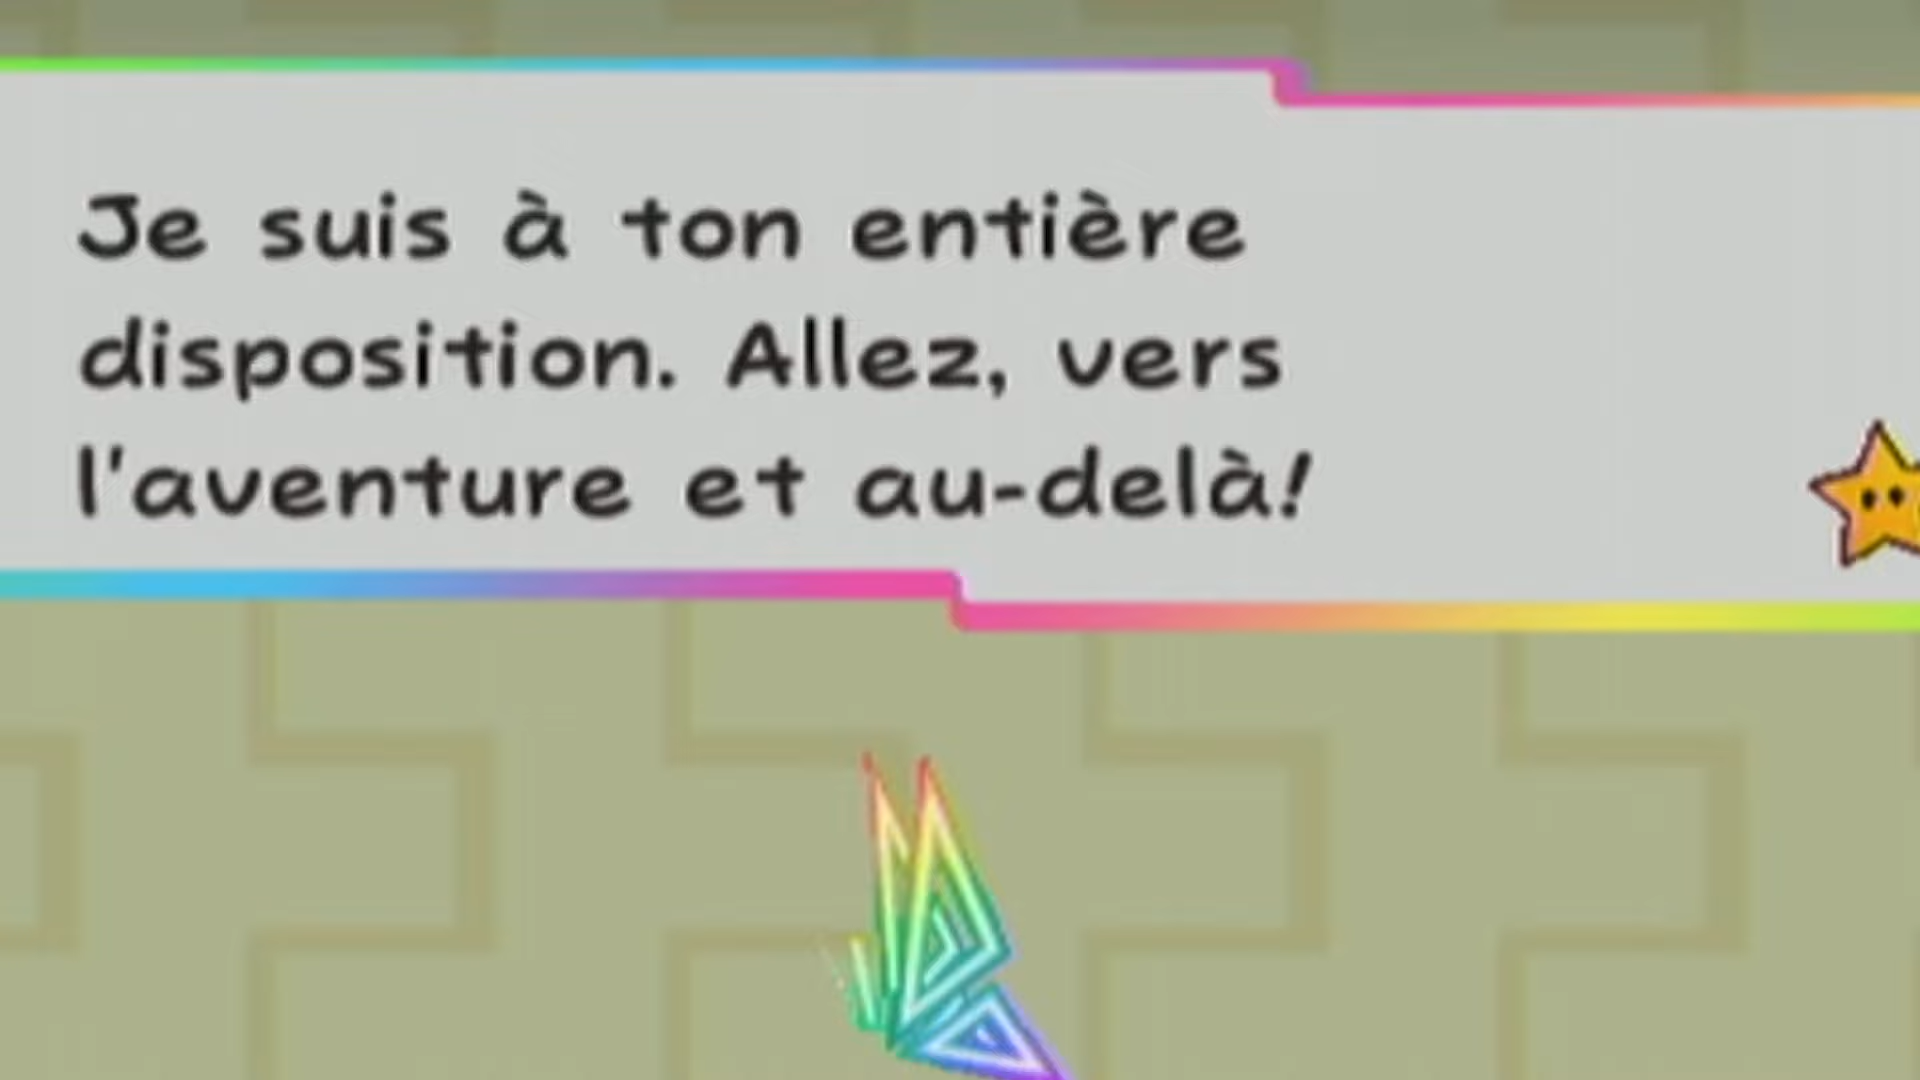 Je suis à ton entière
disposition. Allez, vers
l'aventure et au-delà!